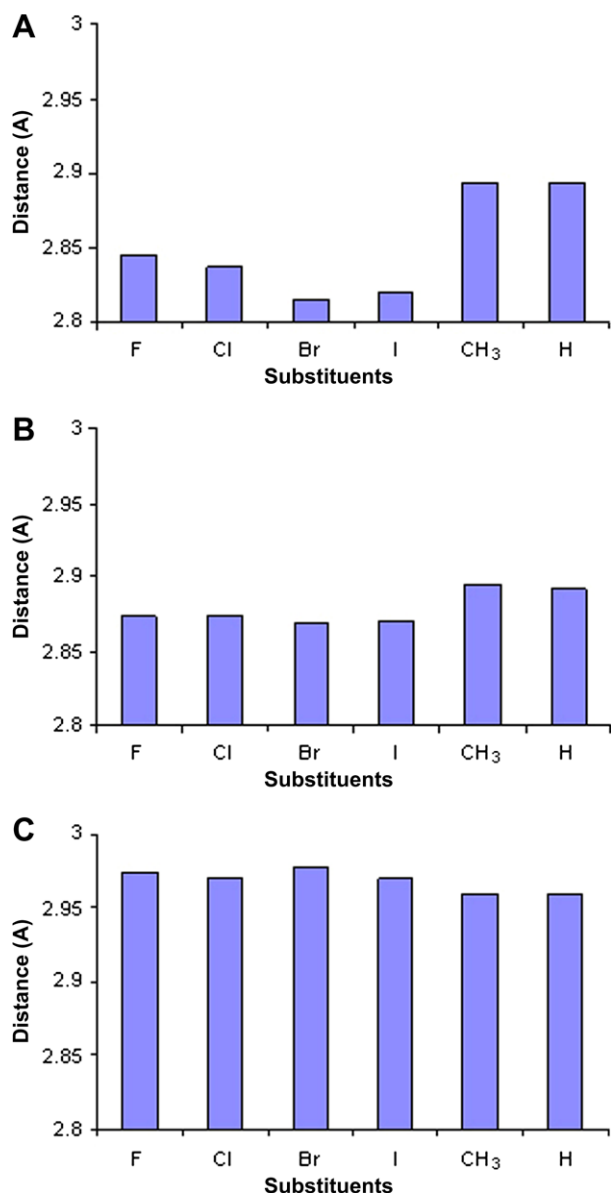 A
3
2.95
2.9
2.85
2.8
Distance (A)
F Cl Br I CH₃ H
Substituents
B
3
2.95
2.9
2.85
2.8
Distance (A)
F Cl Br I CH₃ H
Substituents
C
3
2.95
2.9
2.85
2.8
Distance (A)
F Cl Br I CH₃ H
Substituents